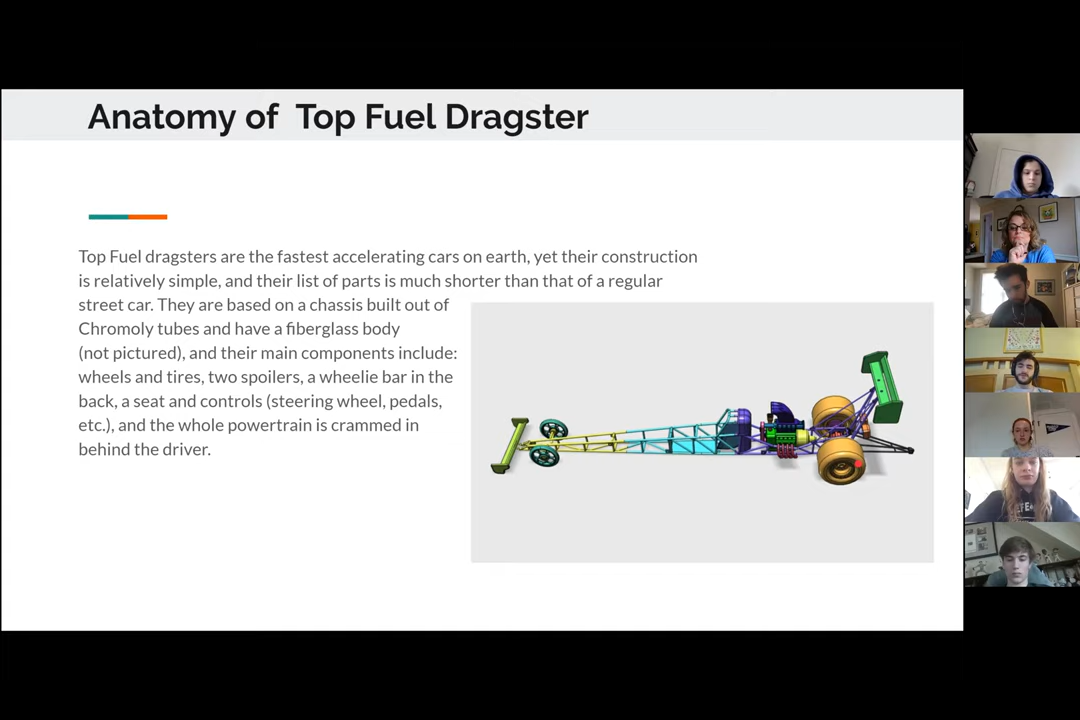 Anatomy of  Top Fuel Dragster
Top Fuel dragsters are the fastest accelerating cars on earth, yet their construction
is relatively simple, and their list of parts is much shorter than that of a regular
street car. They are based on a chassis built out of
Chromoly tubes and have a fiberglass body
(not pictured), and their main components include:
wheels and tires, two spoilers, a wheelie bar in the
back, a seat and controls (steering wheel, pedals,
etc.), and the whole powertrain is crammed in
behind the driver.